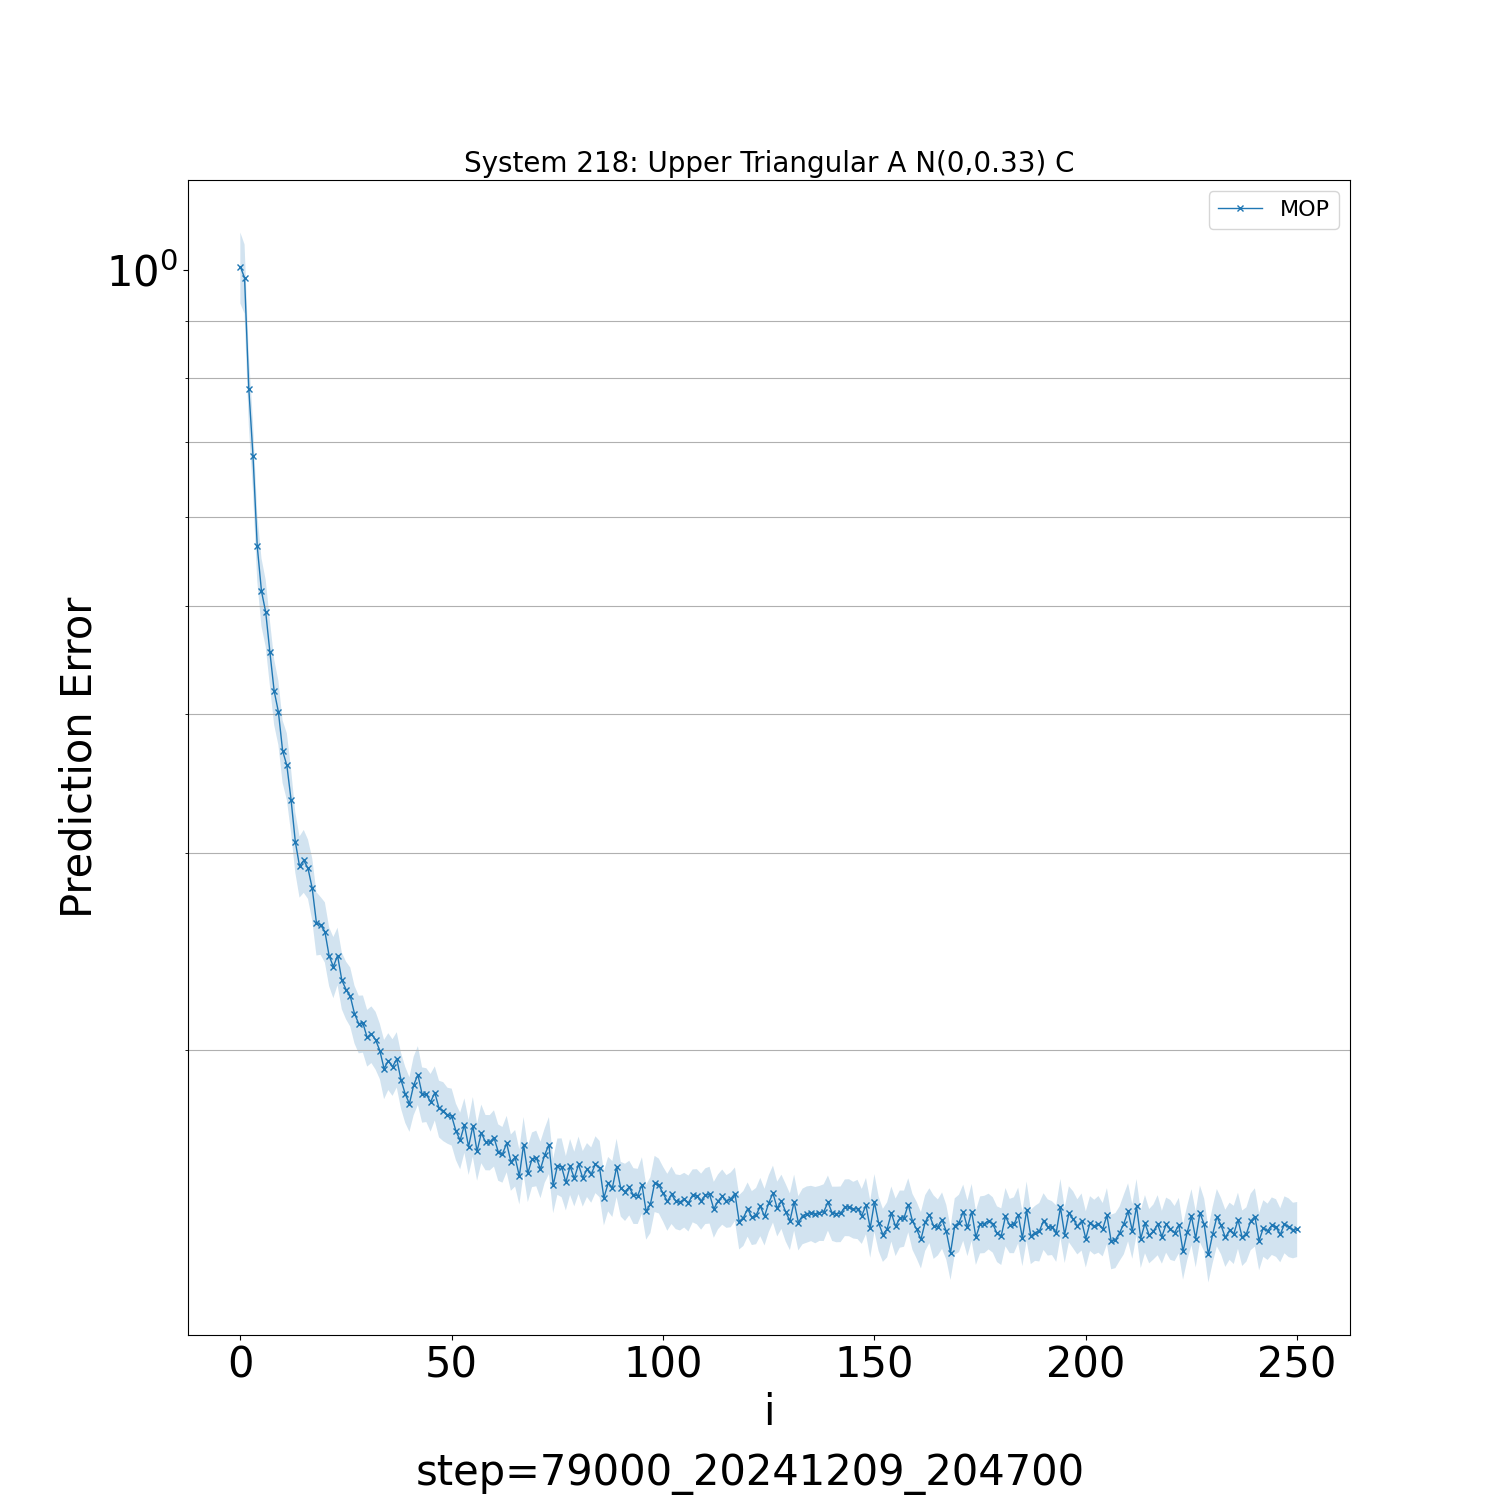 System 218: Upper Triangular A N(0,0.33) C
MOP
10⁰
Prediction Error
0 50 100 150 200 250
i
step=79000_20241209_204700